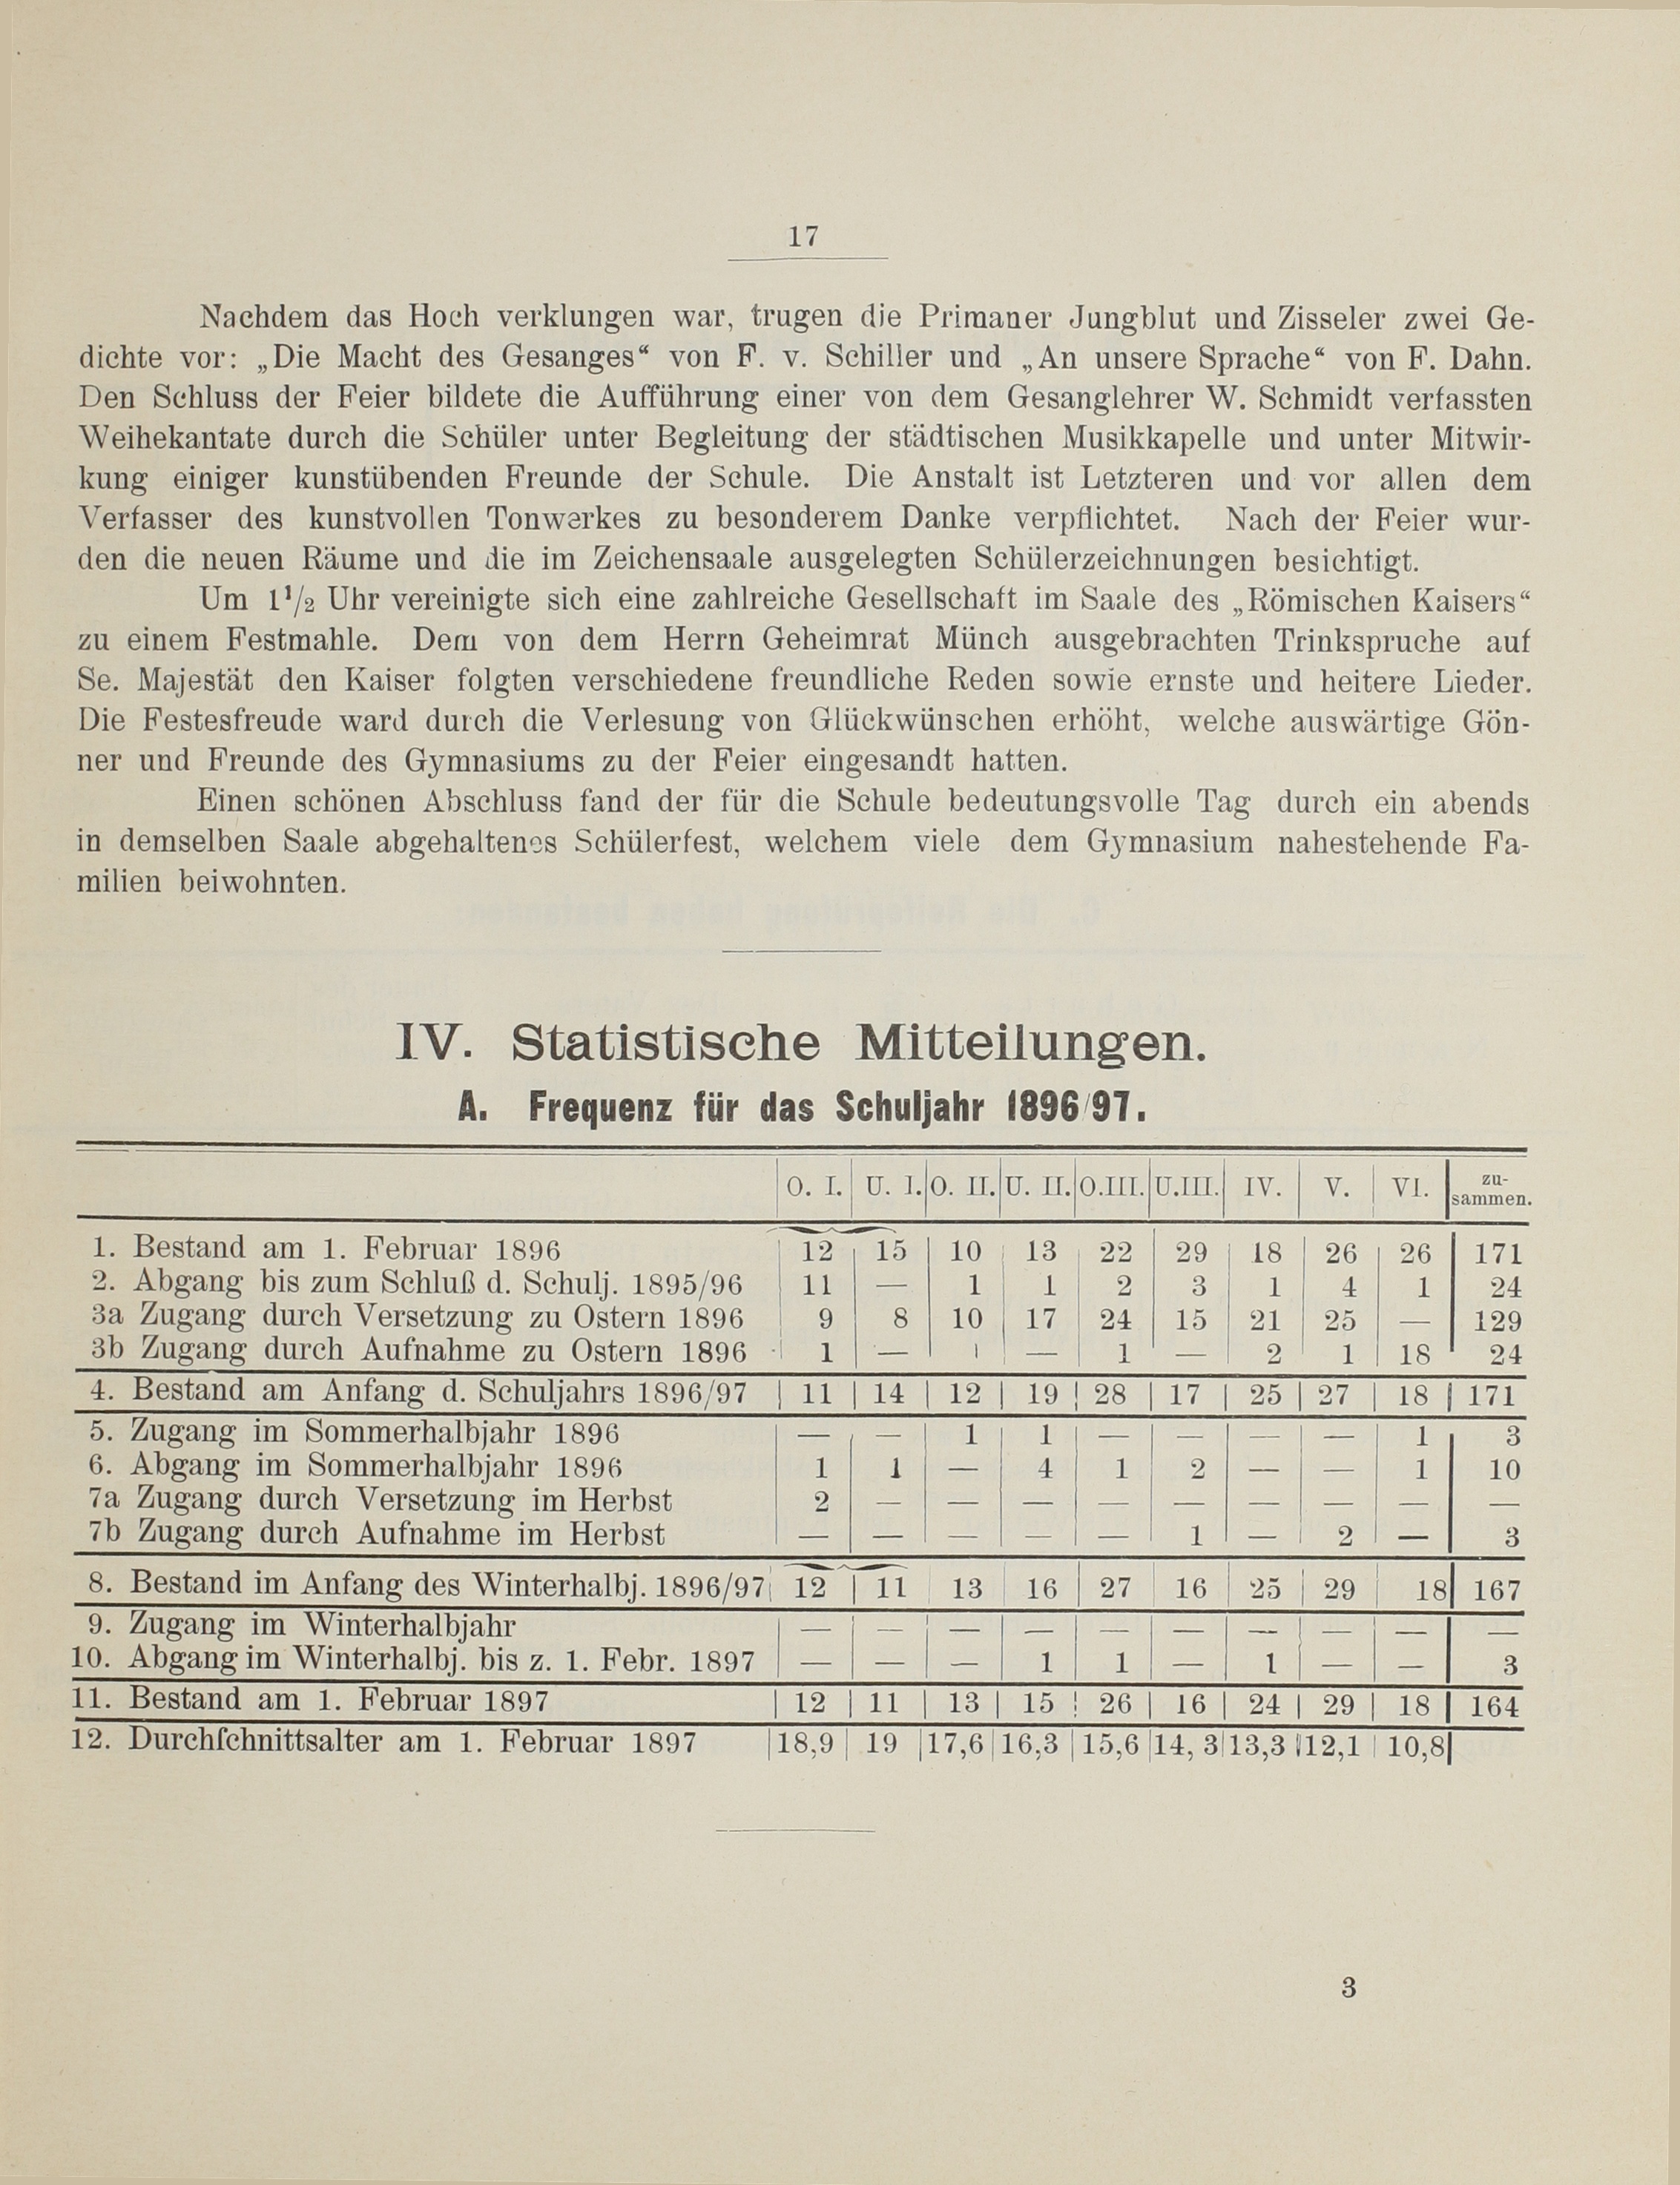 17
Nachdem das Hoch verklungen war, trugen die Primaner Jungblut und Zisseler zwei Ge-
dichte vor: „Die Macht des Gesanges“ von F. v. Schiller und „An unsere Sprache“ von F. Dahn.
Den Schluss der Feier bildete die Aufführung einer von dem Gesanglehrer W. Schmidt verfassten
Weihekantate durch die Schüler unter Begleitung der städtischen Musikkapelle und unter Mitwir-
kung einiger kunstübenden Freunde der Schule. Die Anstalt ist Letzteren und vor allen dem
Verfasser des kunstvollen Tonwerkes zu besonderem Danke verpflichtet. Nach der Feier wur-
den die neuen Räume und die im Zeichensaale ausgelegten Schülerzeichnungen besichtigt.
Um 1¹/₂ Uhr vereinigte sich eine zahlreiche Gesellschaft im Saale des „Römischen Kaisers“
zu einem Festmahle. Dem von dem Herrn Geheimrat Münch ausgebrachten Trinkspruche auf
Se. Majestät den Kaiser folgten verschiedene freundliche Reden sowie ernste und heitere Lieder.
Die Festesfreude ward durch die Verlesung von Glückwünschen erhöht, welche auswärtige Gön-
ner und Freunde des Gymnasiums zu der Feier eingesandt hatten.
Einen schönen Abschluss fand der für die Schule bedeutungsvolle Tag durch ein abends
in demselben Saale abgehaltenes Schülerfest, welchem viele dem Gymnasium nahestehende Fa-
milien beiwohnten.
IV. Statistische Mitteilungen.
A. Frequenz für das Schuljahr 1896/97.
O. I. U. I. O. II. U. II. O.III. U.III. IV. V. VI. zu-
sammen.
1. Bestand am 1. Februar 1896 12 15 10 13 22 29 18 26 26 171
2. Abgang bis zum Schluß d. Schulj. 1895/96 11 — 1 1 2 3 1 4 1 24
3a Zugang durch Versetzung zu Ostern 1896 9 8 10 17 24 15 21 25 — 129
3b Zugang durch Aufnahme zu Ostern 1896 1 — 1 — 1 — 2 1 18 24
4. Bestand am Anfang d. Schuljahrs 1896/97 11 14 12 19 28 17 25 27 18 171
5. Zugang im Sommerhalbjahr 1896 — — 1 1 — — — — 1 3
6. Abgang im Sommerhalbjahr 1896 1 1 — 4 1 2 — — 1 10
7a Zugang durch Versetzung im Herbst 2 — — — — — — — — —
7b Zugang durch Aufnahme im Herbst — — — — — 1 — 2 — 3
8. Bestand im Anfang des Winterhalbj. 1896/97 12 11 13 16 27 16 25 29 18 167
9. Zugang im Winterhalbjahr — — — — — — — — — —
10. Abgang im Winterhalbj. bis z. 1. Febr. 1897 — — — 1 1 — 1 — — 3
11. Bestand am 1. Februar 1897 12 11 13 15 26 16 24 29 18 164
12. Durchſchnittsalter am 1. Februar 1897 18,9 19 17,6 16,3 15,6 14, 3 13,3 12,1 10,8
3